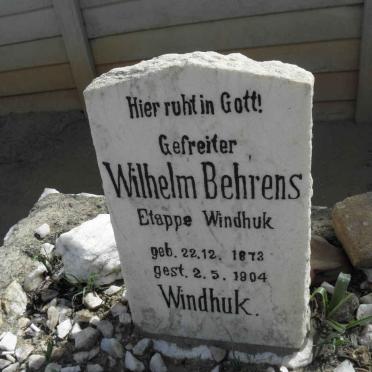 Hier ruht in Gott!
Gefreiter
Wilhelm Behrens
Etappe Windhuk
geb. 22.12. 1873
gest. 2. 5. 1904
Windhuk.